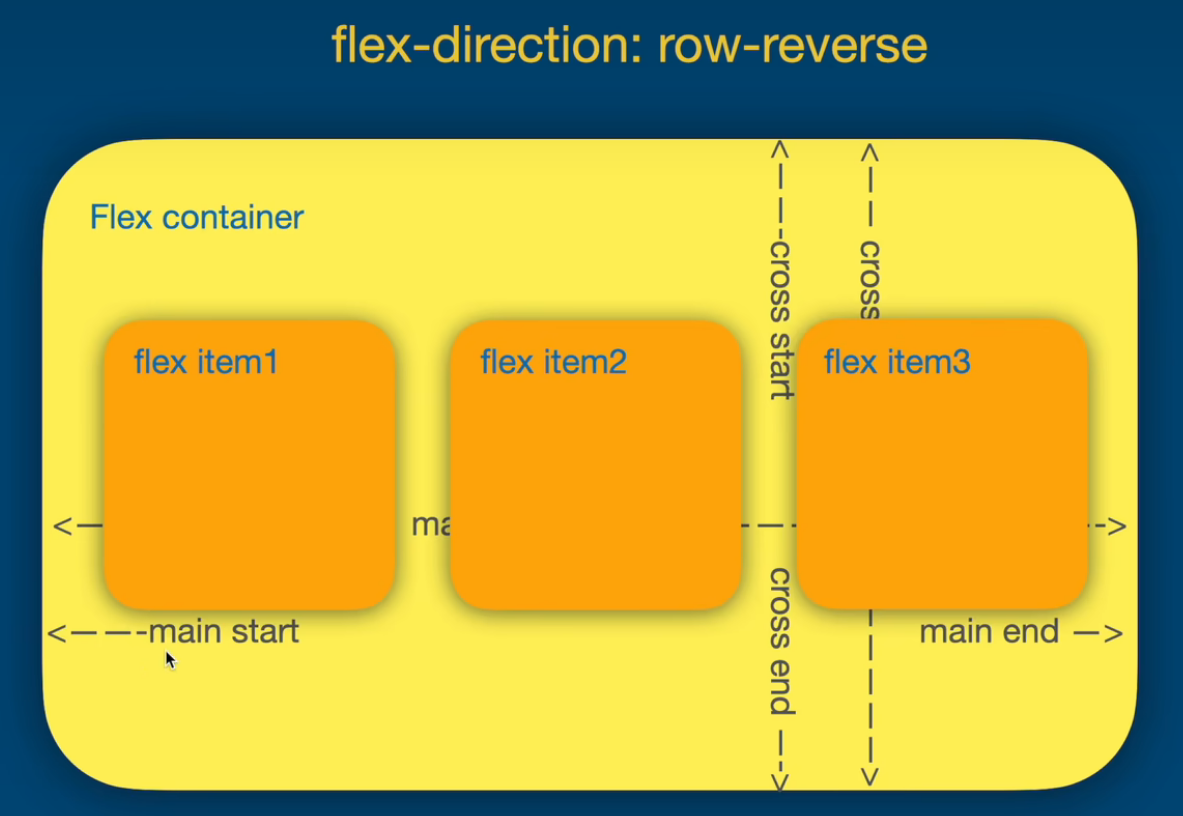 flex-direction: row-reverse
Flex container
cross start
cross
flex item1
flex item2
flex item3
main start
cross end
main end